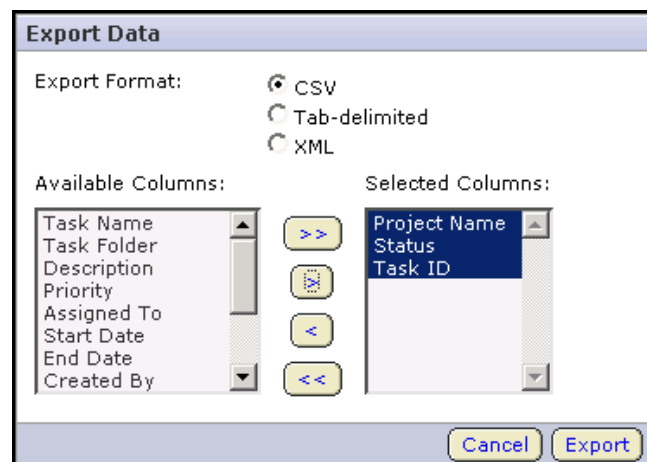 Export Data
Export Format:
CSV
Tab-delimited
XML
Available Columns:
Selected Columns:
Task Name
Task Folder
Description
Priority
Assigned To
Start Date
End Date
Created By
>>
>
<
<<
Project Name
Status
Task ID
Cancel
Export